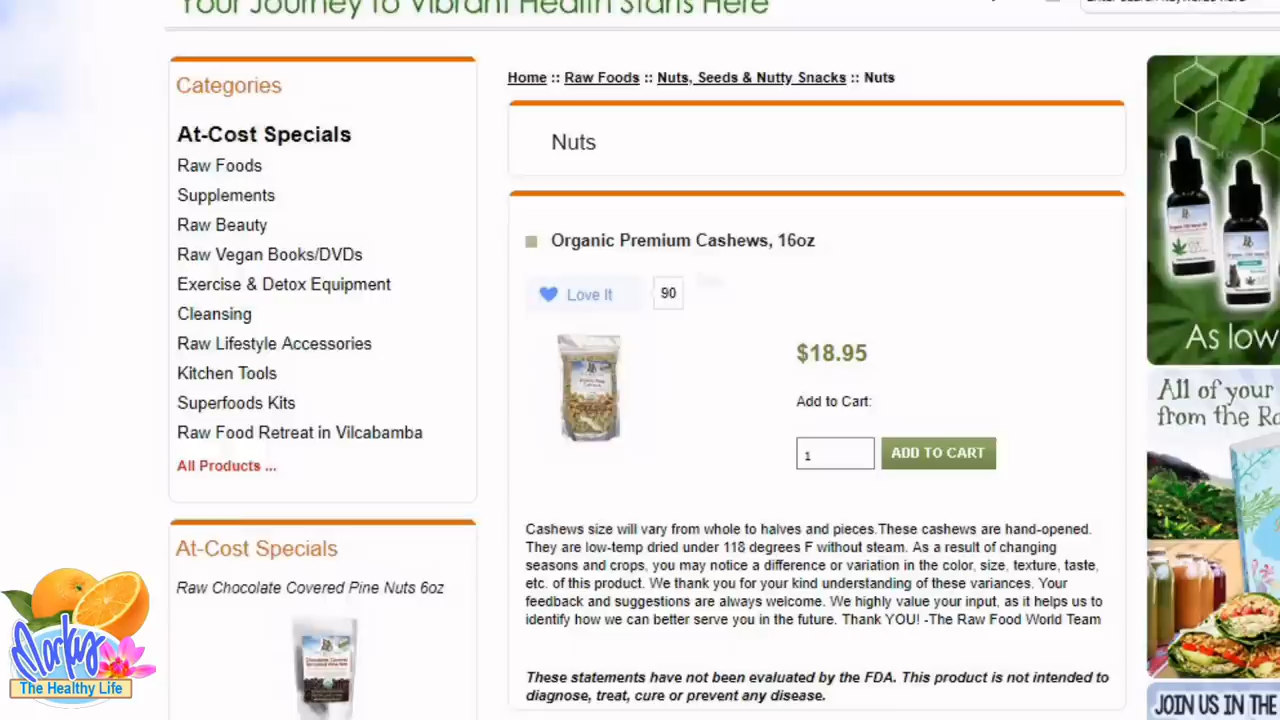 Your Journey to Vibrant Health Starts Here
Categories
At-Cost Specials
Raw Foods
Supplements
Raw Beauty
Raw Vegan Books/DVDs
Exercise & Detox Equipment
Cleansing
Raw Lifestyle Accessories
Kitchen Tools
Superfoods Kits
Raw Food Retreat in Vilcabamba
All Products ...
At-Cost Specials
Raw Chocolate Covered Pine Nuts 6oz
Home :: Raw Foods :: Nuts, Seeds & Nutty Snacks :: Nuts
Nuts
Organic Premium Cashews, 16oz
Love It
90
$18.95
Add to Cart:
1
ADD TO CART
Cashews size will vary from whole to halves and pieces.These cashews are hand-opened.
They are low-temp dried under 118 degrees F without steam. As a result of changing
seasons and crops, you may notice a difference or variation in the color, size, texture, taste,
etc. of this product. We thank you for your kind understanding of these variances. Your
feedback and suggestions are always welcome. We highly value your input, as it helps us to
identify how we can better serve you in the future. Thank YOU! -The Raw Food World Team
These statements have not been evaluated by the FDA. This product is not intended to
diagnose, treat, cure or prevent any disease.
As low
All of your
from the Ra
JOIN US IN THE
Markus
The Healthy Life